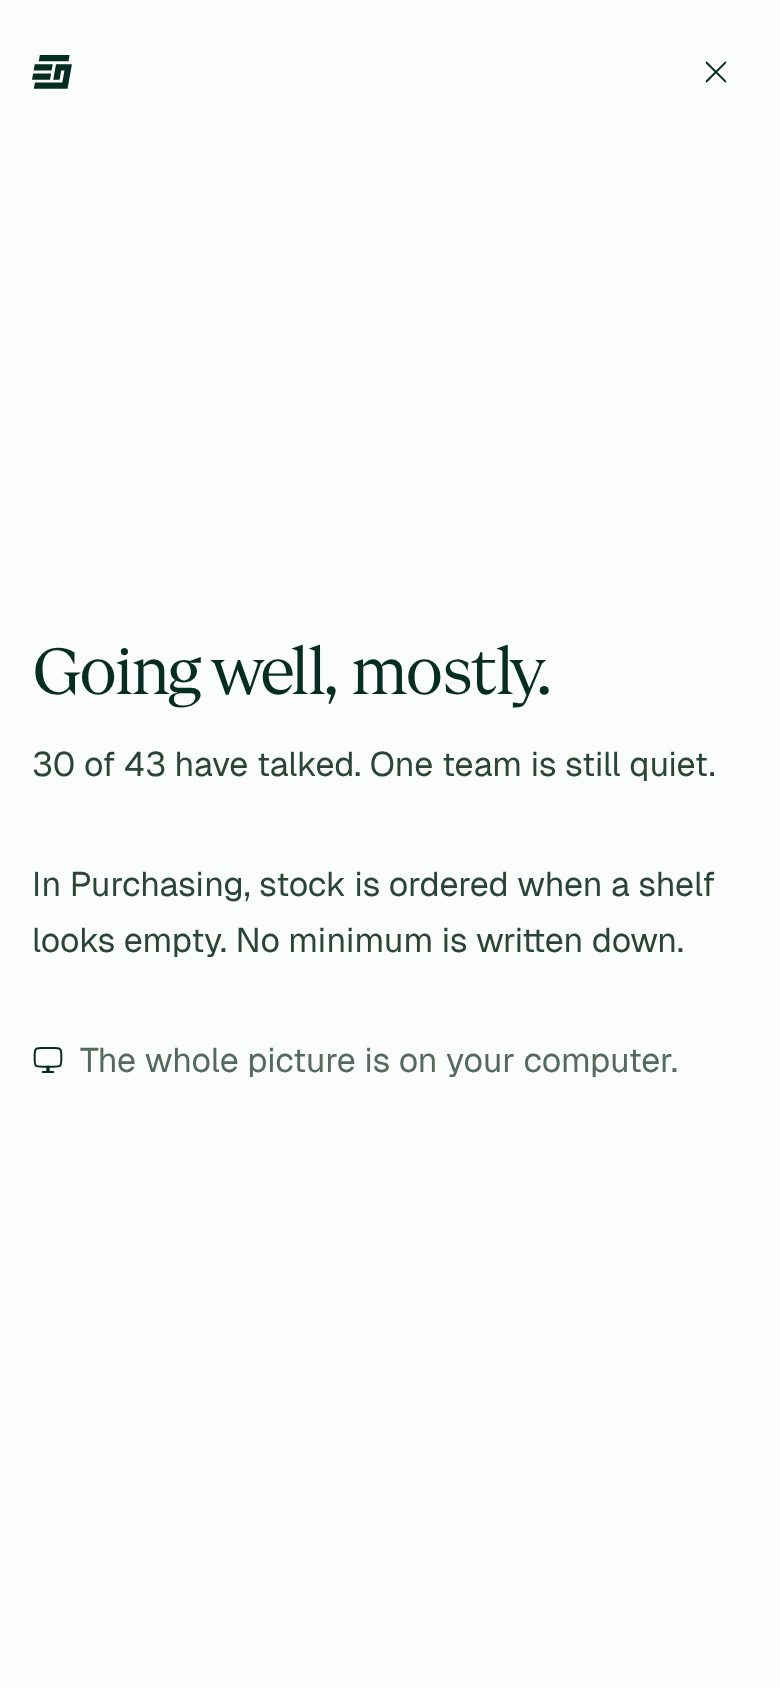 Going well, mostly.
30 of 43 have talked. One team is still quiet.
In Purchasing, stock is ordered when a shelf
looks empty. No minimum is written down.
The whole picture is on your computer.